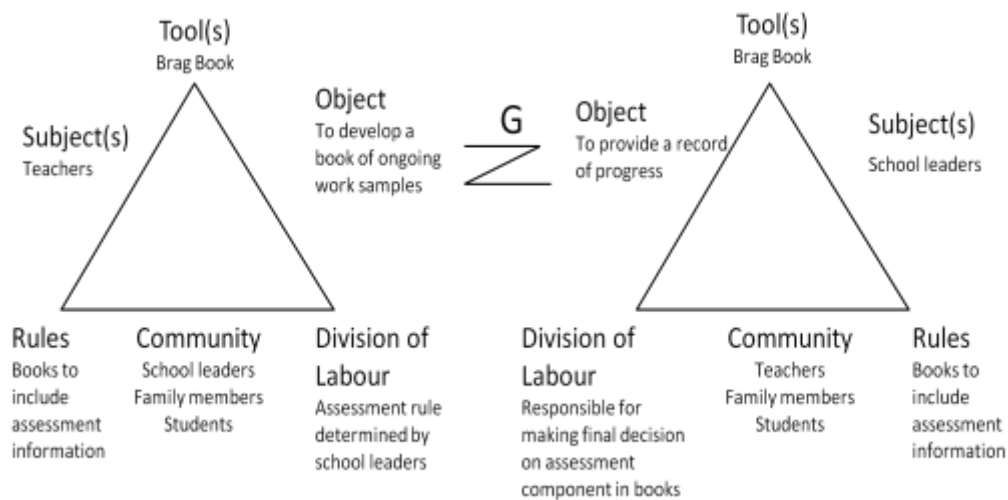 Tool(s)
Brag Book
Subject(s)
Teachers
Object
To develop a
book of ongoing
work samples
Rules
Books to
include
assessment
information
Community
School leaders
Family members
Students
Division of
Labour
Assessment rule
determined by
school leaders
G
Tool(s)
Brag Book
Object
To provide a record
of progress
Subject(s)
School leaders
Division of
Labour
Responsible for
making final decision
on assessment
component in books
Community
Teachers
Family members
Students
Rules
Books to
include
assessment
information